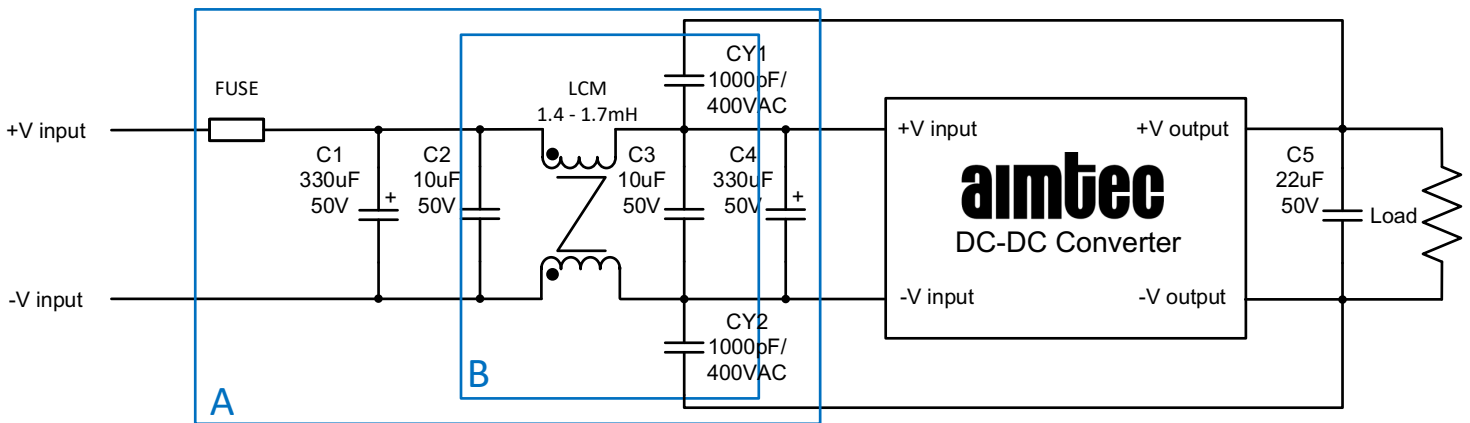 FUSE
LCM
1.4 - 1.7mH
CY1
1000pF/
400VAC
+V input
C1
330uF
50V
+
C2
10uF
50V
C3
10uF
50V
C4
330uF
50V
+
+V input
+V output
aimtec
DC-DC Converter
C5
22uF
50V
Load
-V input
-V input
-V output
CY2
1000pF/
400VAC
A
B